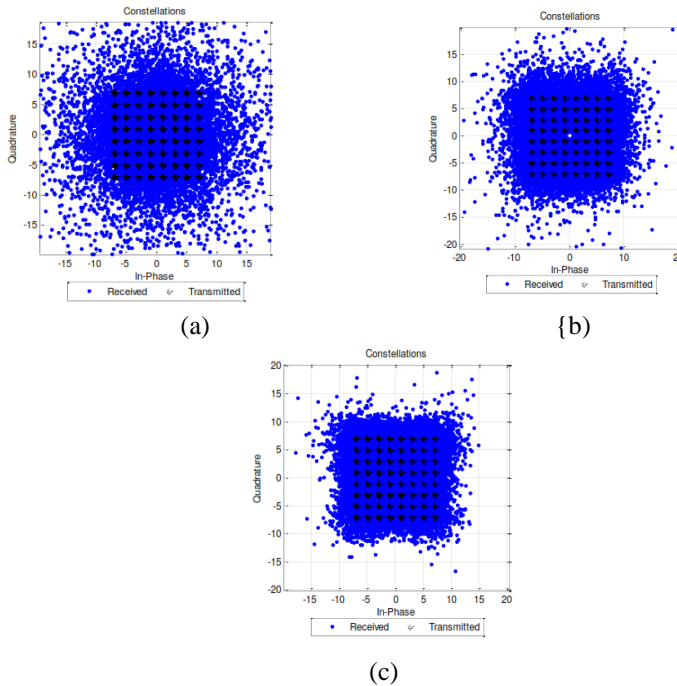 Constellations
15
10
5
0
-5
-10
-15
Quadrature
-15 -10 -5 0 5 10 15
In-Phase
Received Transmitted
(a)
Constellations
15
10
5
0
-5
-10
-15
-20
Quadrature
-20 -10 0 10 20
In-Phase
Received Transmitted
{b)
Constellations
20
15
10
5
0
-5
-10
-15
-20
Quadrature
-15 -10 -5 0 5 10 15 20
In-Phase
Received Transmitted
(c)